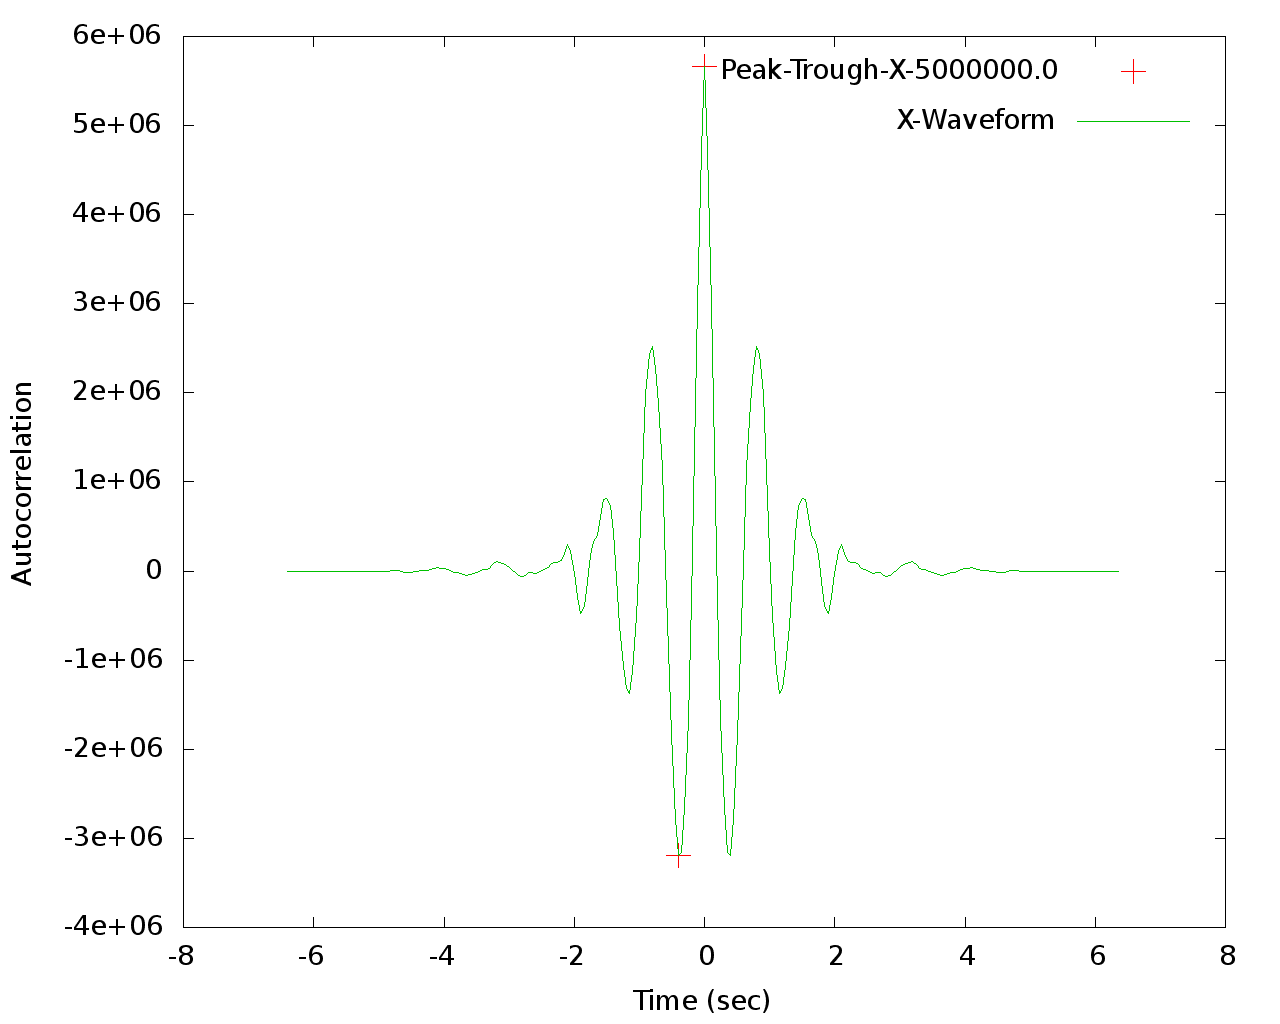 6e+06
5e+06
4e+06
3e+06
2e+06
1e+06
0
-1e+06
-2e+06
-3e+06
-4e+06
Autocorrelation
Peak-Trough-X-5000000.0
X-Waveform
-8 -6 -4 -2 0 2 4 6 8
Time (sec)